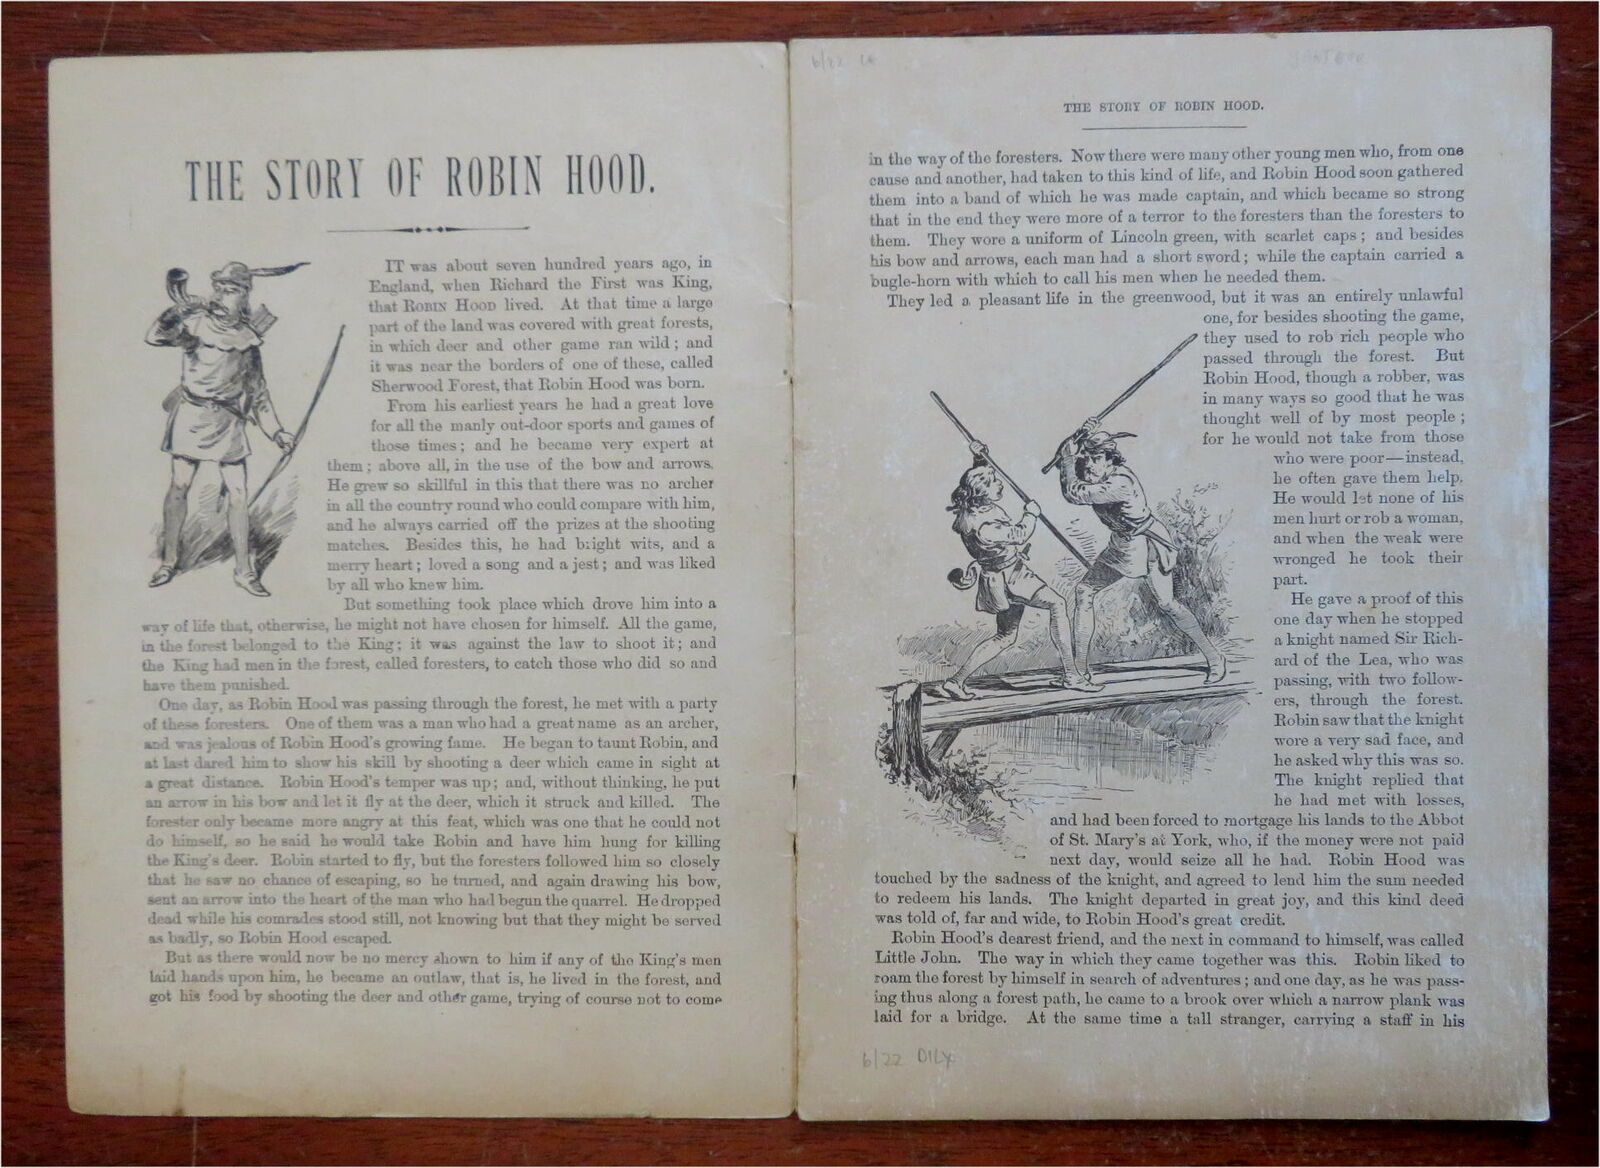 THE STORY OF ROBIN HOOD.
IT was about seven hundred years ago, in
England, when Richard the First was King,
that ROBIN HOOD lived. At that time a large
part of the land was covered with great forests,
in which deer and other game ran wild; and
it was near the borders of one of these, called
Sherwood Forest, that Robin Hood was born.
From his earliest years he had a great love
for all the manly out-door sports and games of
those times; and he became very expert at
them; above all, in the use of the bow and arrows.
He grew so skillful in this that there was no archer
in all the country round who could compare with him,
and he always carried off the prizes at the shooting
matches. Besides this, he had bright wits, and a
merry heart; loved a song and a jest; and was liked
by all who knew him.
But something took place which drove him into a
way of life that, otherwise, he might not have chosen for himself. All the game,
in the forest belonged to the King; it was against the law to shoot it; and
the King had men in the forest, called foresters, to catch those who did so and
have them punished.
One day, as Robin Hood was passing through the forest, he met with a party
of these foresters. One of them was a man who had a great name as an archer,
and was jealous of Robin Hood's growing fame. He began to taunt Robin, and
at last dared him to show his skill by shooting a deer which came in sight at
a great distance. Robin Hood's temper was up; and, without thinking, he put
an arrow in his bow and let it fly at the deer, which it struck and killed. The
forester only became more angry at this feat, which was one that he could not
do himself, so he said he would take Robin and have him hung for killing
the King's deer. Robin started to fly, but the foresters followed him so closely
that he saw no chance of escaping, so he turned, and again drawing his bow,
sent an arrow into the heart of the man who had begun the quarrel. He dropped
dead while his comrades stood still, not knowing but that they might be served
as badly, so Robin Hood escaped.
But as there would now be no mercy shown to him if any of the King's men
laid hands upon him, he became an outlaw, that is, he lived in the forest, and
got his food by shooting the deer and other game, trying of course not to come
6/22
THE STORY OF ROBIN HOOD.
in the way of the foresters. Now there were many other young men who, from one
cause and another, had taken to this kind of life, and Robin Hood soon gathered
them into a band of which he was made captain, and which became so strong
that in the end they were more of a terror to the foresters than the foresters to
them. They wore a uniform of Lincoln green, with scarlet caps; and besides
his bow and arrows, each man had a short sword; while the captain carried a
bugle-horn with which to call his men when he needed them.
They led a pleasant life in the greenwood, but it was an entirely unlawful
one, for besides shooting the game,
they used to rob rich people who
passed through the forest. But
Robin Hood, though a robber, was
in many ways so good that he was
thought well of by most people;
for he would not take from those
who were poor—instead,
he often gave them help.
He would let none of his
men hurt or rob a woman,
and when the weak were
wronged he took their
part.
He gave a proof of this
one day when he stopped
a knight named Sir Rich-
ard of the Lea, who was
passing, with two follow-
ers, through the forest.
Robin saw that the knight
wore a very sad face, and
he asked why this was so.
The knight replied that
he had met with losses,
and had been forced to mortgage his lands to the Abbot
of St. Mary's at York, who, if the money were not paid
next day, would seize all he had. Robin Hood was
touched by the sadness of the knight, and agreed to lend him the sum needed
to redeem his lands. The knight departed in great joy, and this kind deed
was told of, far and wide, to Robin Hood's great credit.
Robin Hood's dearest friend, and the next in command to himself, was called
Little John. The way in which they came together was this. Robin liked to
roam the forest by himself in search of adventures; and one day, as he was pass-
ing thus along a forest path, he came to a brook over which a narrow plank was
laid for a bridge. At the same time a tall stranger, carrying a staff in his
6/22 DILX